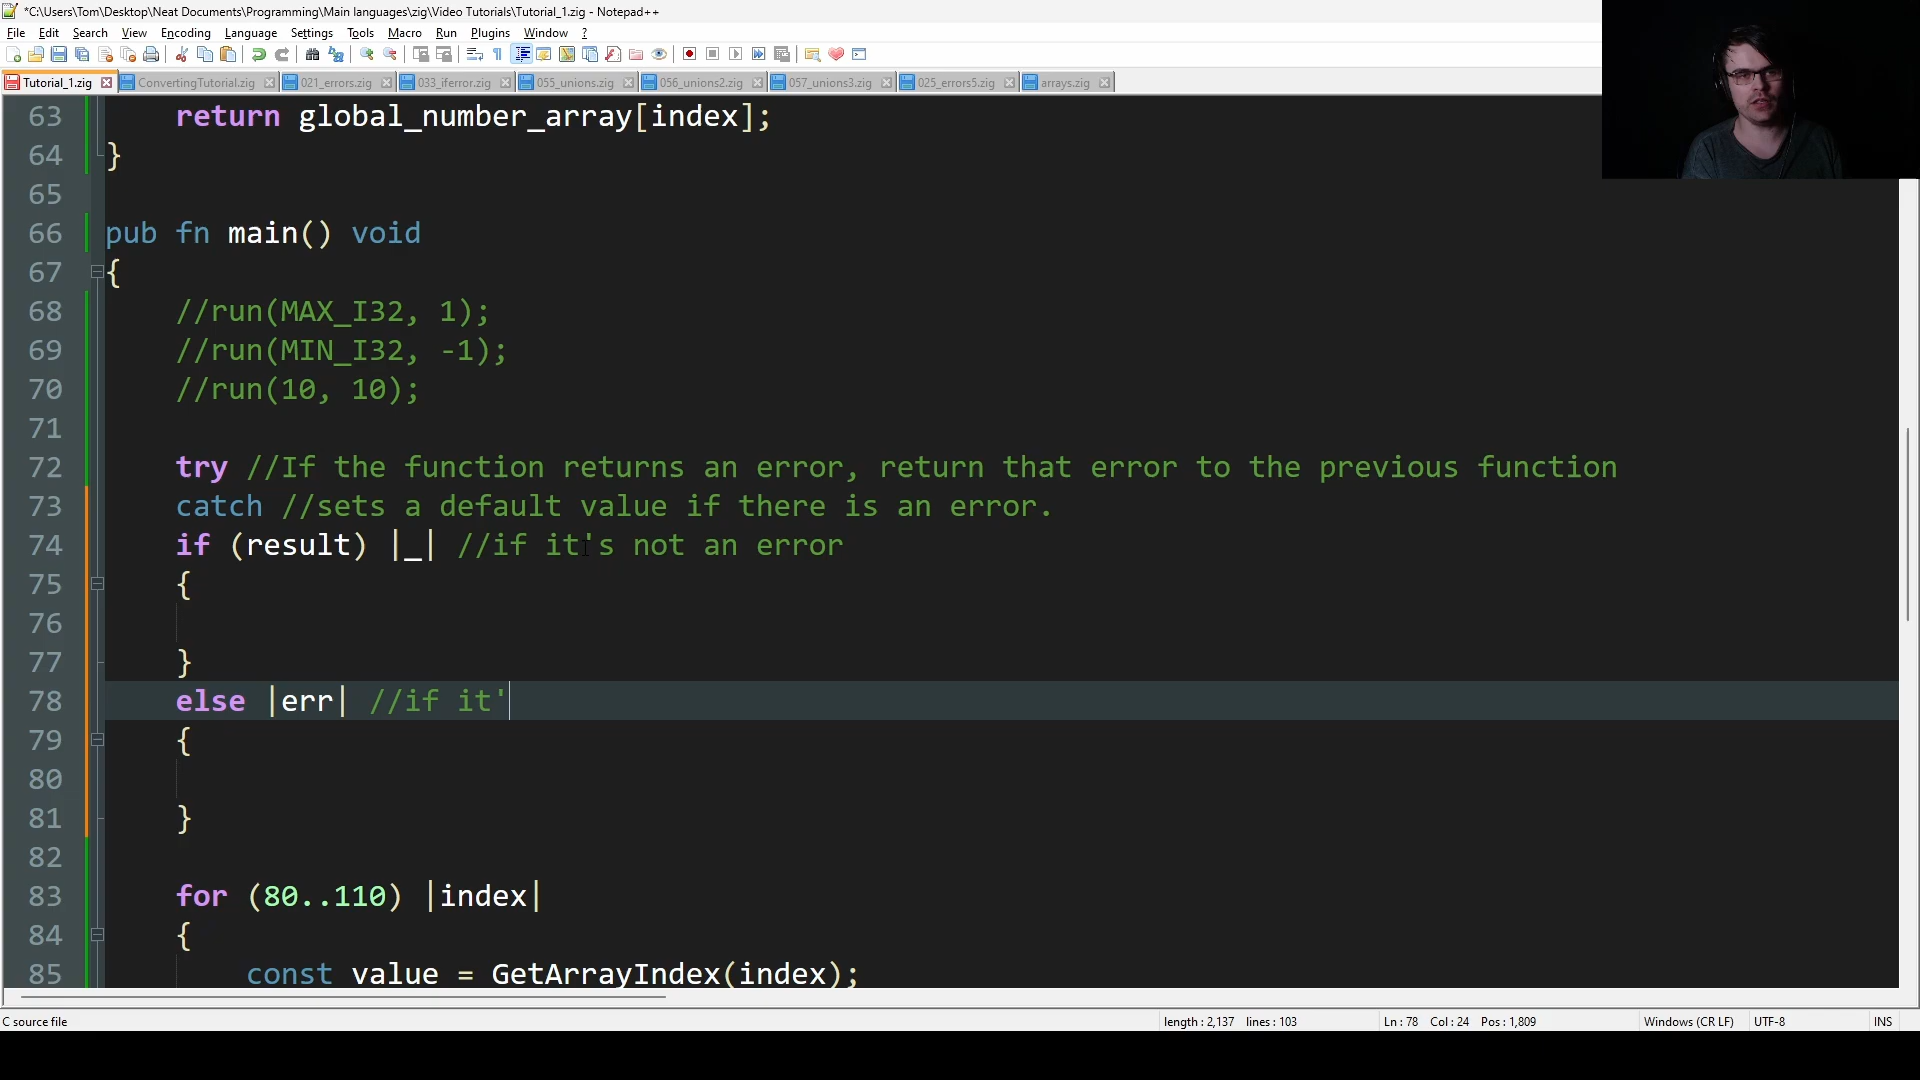 *C:\Users\Tom\Desktop\Neat Documents\Programming\Main languages\zig\Video Tutorials\Tutorial_1.zig - Notepad++
File Edit Search View Encoding Language Settings Tools Macro Run Plugins Window ?
Tutorial_1.zig ConvertingTutorial.zig 021_errors.zig 033_iferror.zig 055_unions.zig 056_unions2.zig 057_unions3.zig 025_errors5.zig arrays.zig
63 return global_number_array[index];
64 }
65
66 pub fn main() void
67 {
68 //run(MAX_I32, 1);
69 //run(MIN_I32, -1);
70 //run(10, 10);
71
72 try //If the function returns an error, return that error to the previous function
73 catch //sets a default value if there is an error.
74 if (result) |_| //if it's not an error
75 {
76
77 }
78 else |err| //if it'
79 {
80
81 }
82
83 for (80..110) |index|
84 {
85 const value = GetArrayIndex(index);
C source file length : 2,137 lines : 103 Ln : 78 Col : 24 Pos : 1,809 Windows (CR LF) UTF-8 INS